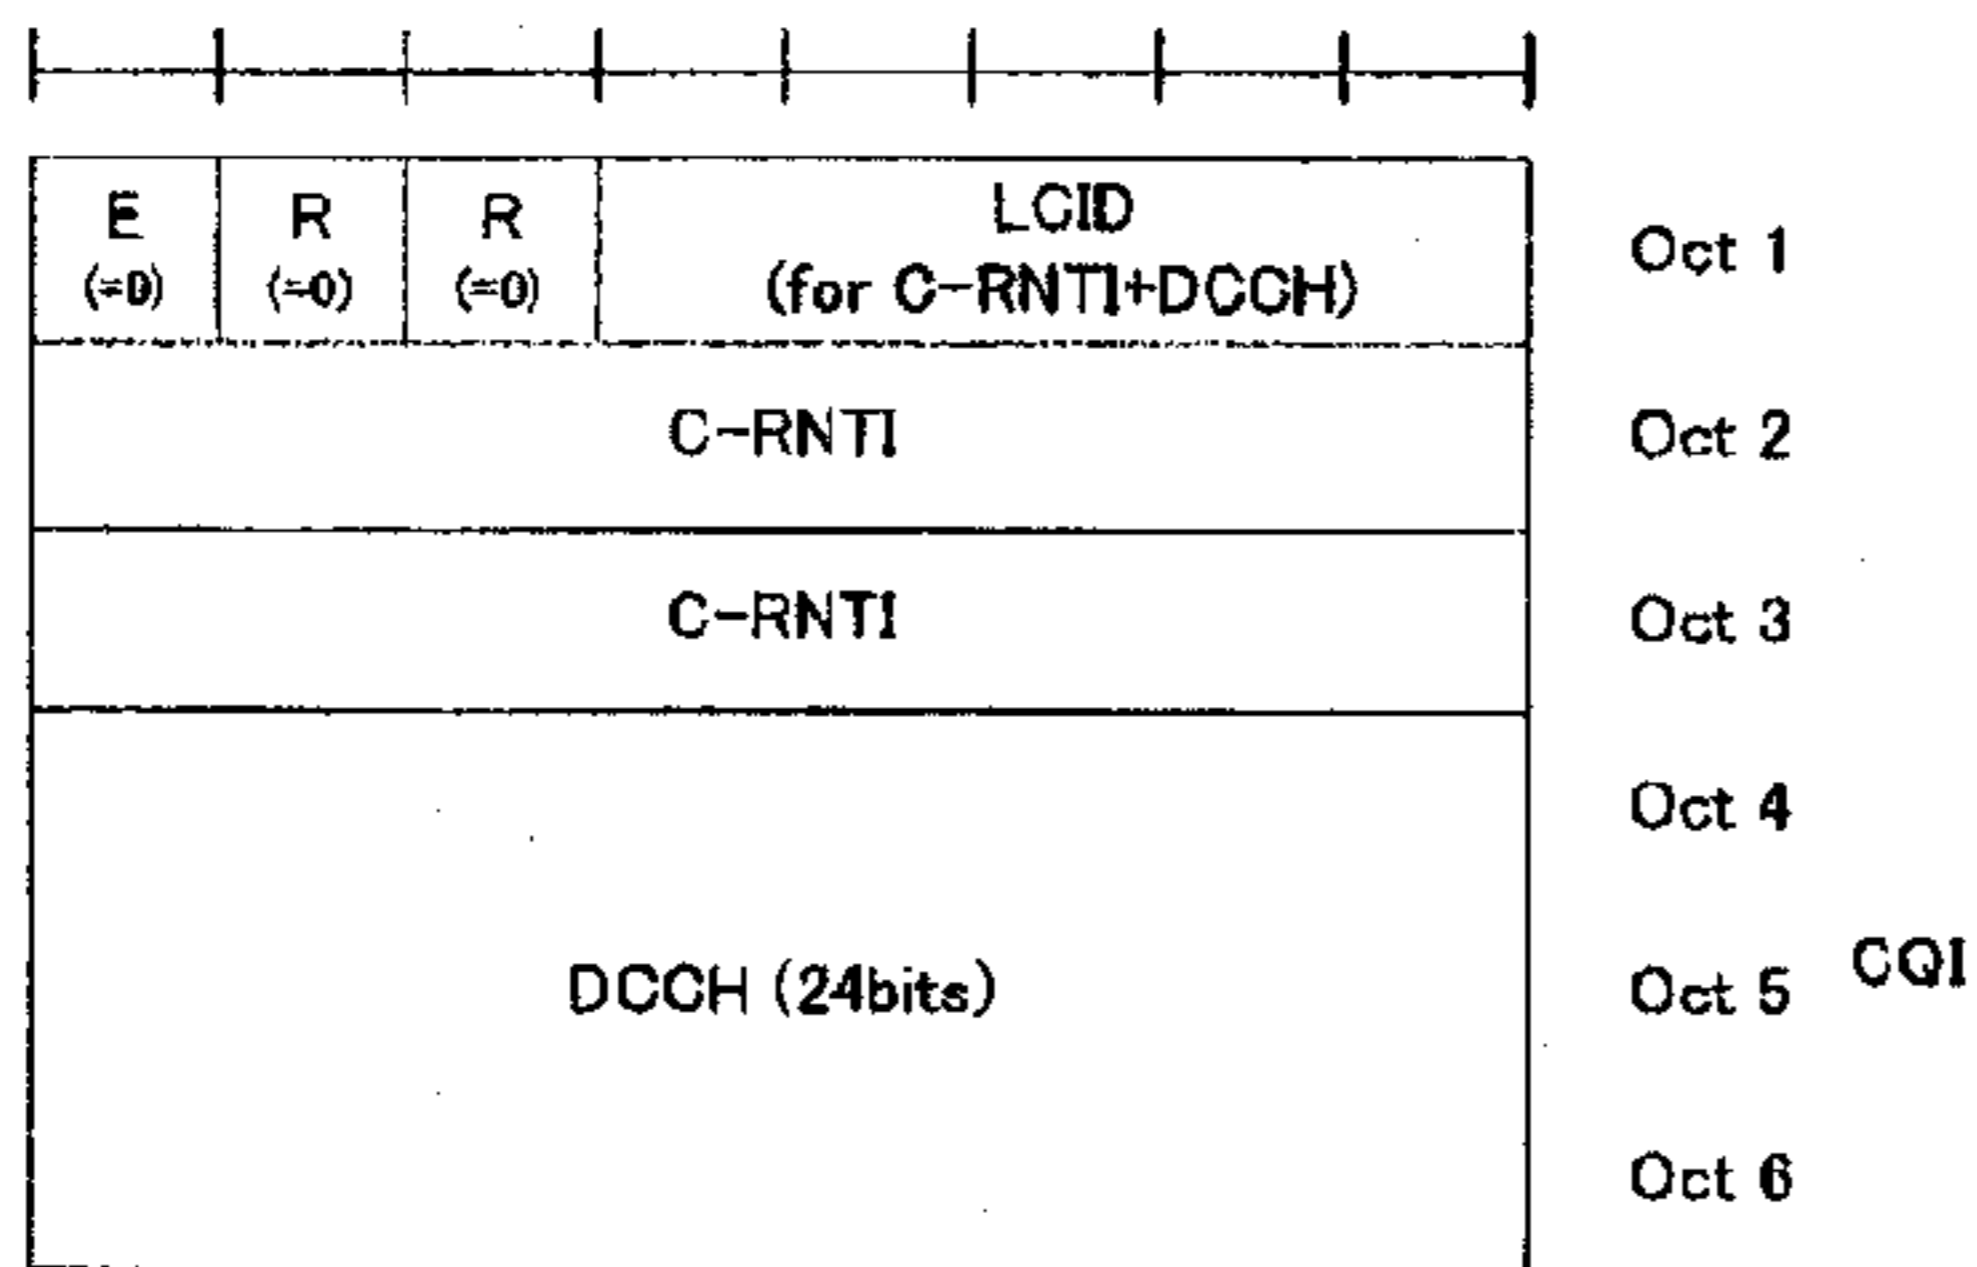 E R R LCID
(=0) (=0) (=0) (for C-RNTI+DCCH) Oct 1
C-RNTI Oct 2
C-RNTI Oct 3
Oct 4
DCCH (24bits) Oct 5 CQI
Oct 6